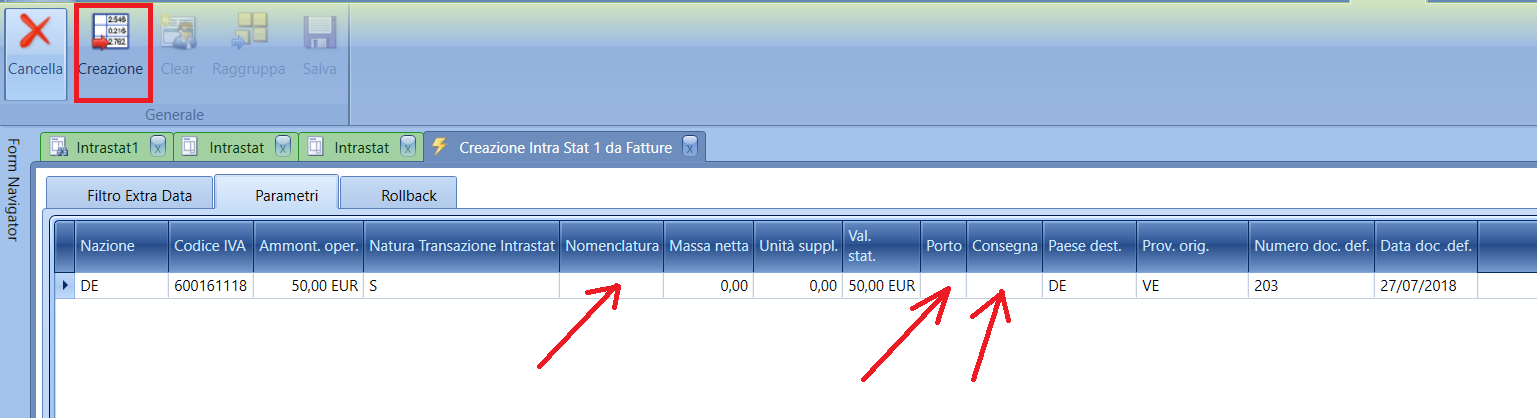 2.546
0.216
2.762
Cancella Creazione Clear Raggruppa Salva
Generale
Form Navigator
Intrastat1 x Intrastat x Intrastat x Creazione Intra Stat 1 da Fatture x
Filtro Extra Data Parametri Rollback
Nazione Codice IVA Ammont. oper. Natura Transazione Intrastat Nomenclatura Massa netta Unità suppl. Val. stat. Porto Consegna Paese dest. Prov. orig. Numero doc. def. Data doc .def.
DE 600161118 50,00 EUR S 0,00 0,00 50,00 EUR DE VE 203 27/07/2018